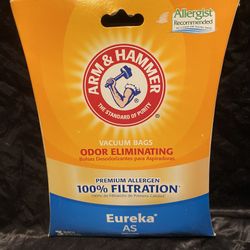 Allergist
Recommended
ARM & HAMMER
THE STANDARD OF PURITY
VACUUM BAGS
ODOR ELIMINATING
Bolsas Desodorizantes para Aspiradoras
PREMIUM ALLERGEN
100% FILTRATION
Eureka®
AS